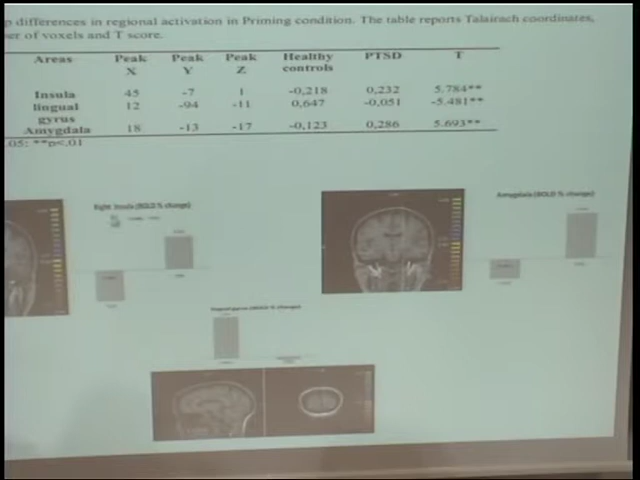 p differences in regional activation in Priming condition. The table reports Talairach coordinates,
er of voxels and T score.
Areas Peak X Peak Y Peak Z Healthy controls PTSD T
Insula 45 -7 1 -0,218 0,232 5.784**
lingual gyrus 12 -94 -11 0,647 -0,051 -5.481**
Amygdala 18 -13 -17 -0,123 0,286 5.693**
.05; **p<,01
Right Insula (BOLD % change)
Amygdala (BOLD % change)